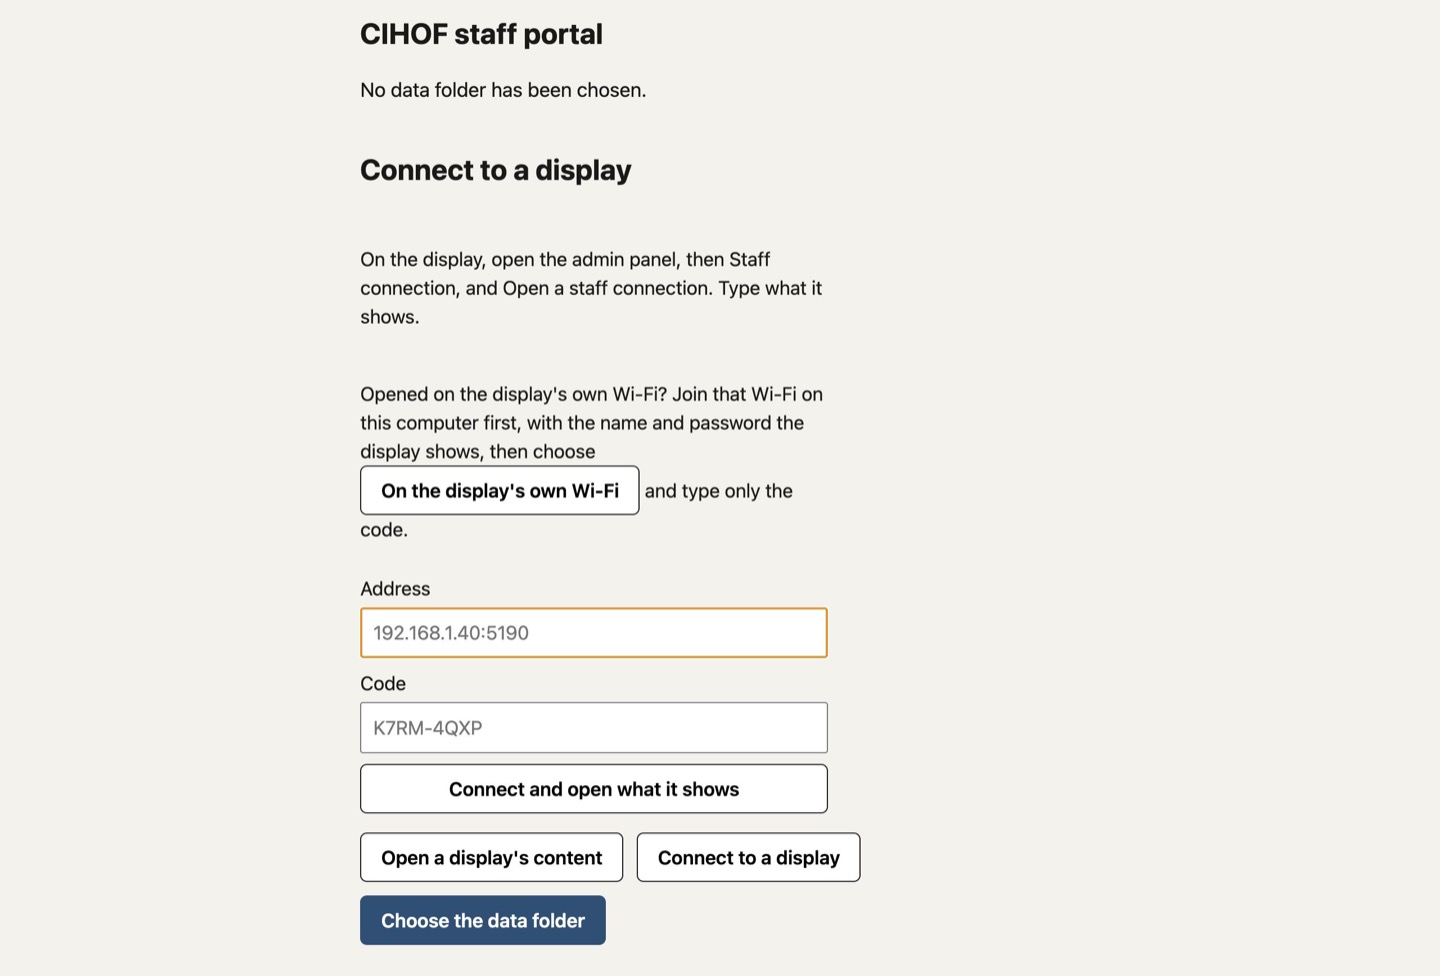 CIHOF staff portal
No data folder has been chosen.
Connect to a display
On the display, open the admin panel, then Staff
connection, and Open a staff connection. Type what it
shows.
Opened on the display's own Wi-Fi? Join that Wi-Fi on
this computer first, with the name and password the
display shows, then choose
On the display's own Wi-Fi and type only the
code.
Address
192.168.1.40:5190
Code
K7RM-4QXP
Connect and open what it shows
Open a display's content Connect to a display
Choose the data folder